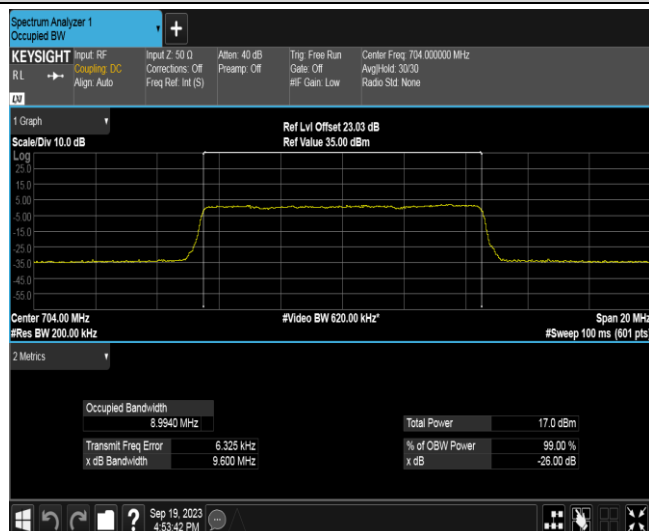 Spectrum Analyzer 1
Occupied BW
KEYSIGHT
RL
LXI
Input: RF
Coupling: DC
Align: Auto
Input Z: 50 Ω
Corrections: Off
Freq Ref: Int (S)
Atten: 40 dB
Preamp: Off
Trig: Free Run
Gate: Off
#IF Gain: Low
Center Freq: 704.000000 MHz
Avg|Hold: 30/30
Radio Std: None
1 Graph
Scale/Div 10.0 dB
Ref Lvl Offset 23.03 dB
Ref Value 35.00 dBm
Log
25.0
15.0
5.00
-5.00
-15.0
-25.0
-35.0
-45.0
-55.0
Center 704.00 MHz
#Video BW 620.00 kHz*
Span 20 MHz
#Res BW 200.00 kHz
#Sweep 100 ms (601 pts)
2 Metrics
Occupied Bandwidth
8.9940 MHz
Total Power 17.0 dBm
Transmit Freq Error 6.325 kHz
% of OBW Power 99.00 %
x dB Bandwidth 9.600 MHz
x dB -26.00 dB
?
Sep 19, 2023
4:53:42 PM